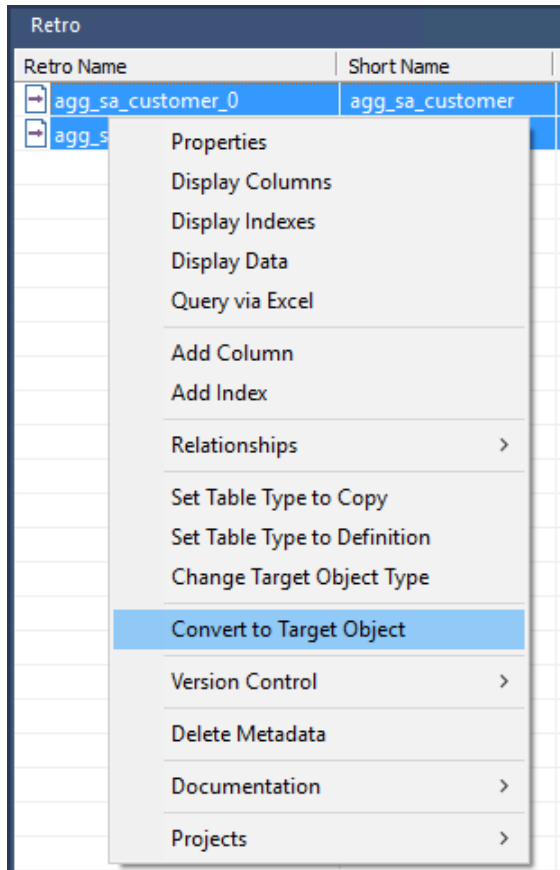 Retro
Retro Name Short Name
agg_sa_customer_0 agg_sa_customer
agg_s
Properties
Display Columns
Display Indexes
Display Data
Query via Excel
Add Column
Add Index
Relationships
Set Table Type to Copy
Set Table Type to Definition
Change Target Object Type
Convert to Target Object
Version Control
Delete Metadata
Documentation
Projects